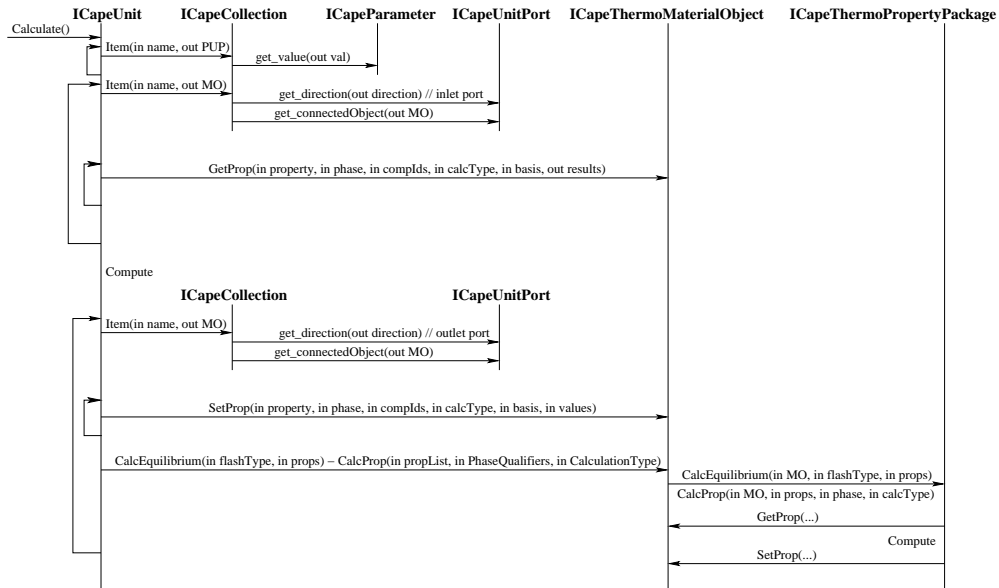 ICapeUnit ICapeCollection ICapeParameter ICapeUnitPort ICapeThermoMaterialObject ICapeThermoPropertyPackage
Calculate()
Item(in name, out PUP)
get_value(out val)
Item(in name, out MO)
get_direction(out direction) // inlet port
get_connectedObject(out MO)
GetProp(in property, in phase, in compIds, in calcType, in basis, out results)
Compute
ICapeCollection ICapeUnitPort
Item(in name, out MO)
get_direction(out direction) // outlet port
get_connectedObject(out MO)
SetProp(in property, in phase, in compIds, in calcType, in basis, in values)
CalcEquilibrium(in flashType, in props) – CalcProp(in propList, in PhaseQualifiers, in CalculationType)
CalcEquilibrium(in MO, in flashType, in props)
CalcProp(in MO, in props, in phase, in calcType)
GetProp(...)
Compute
SetProp(...)